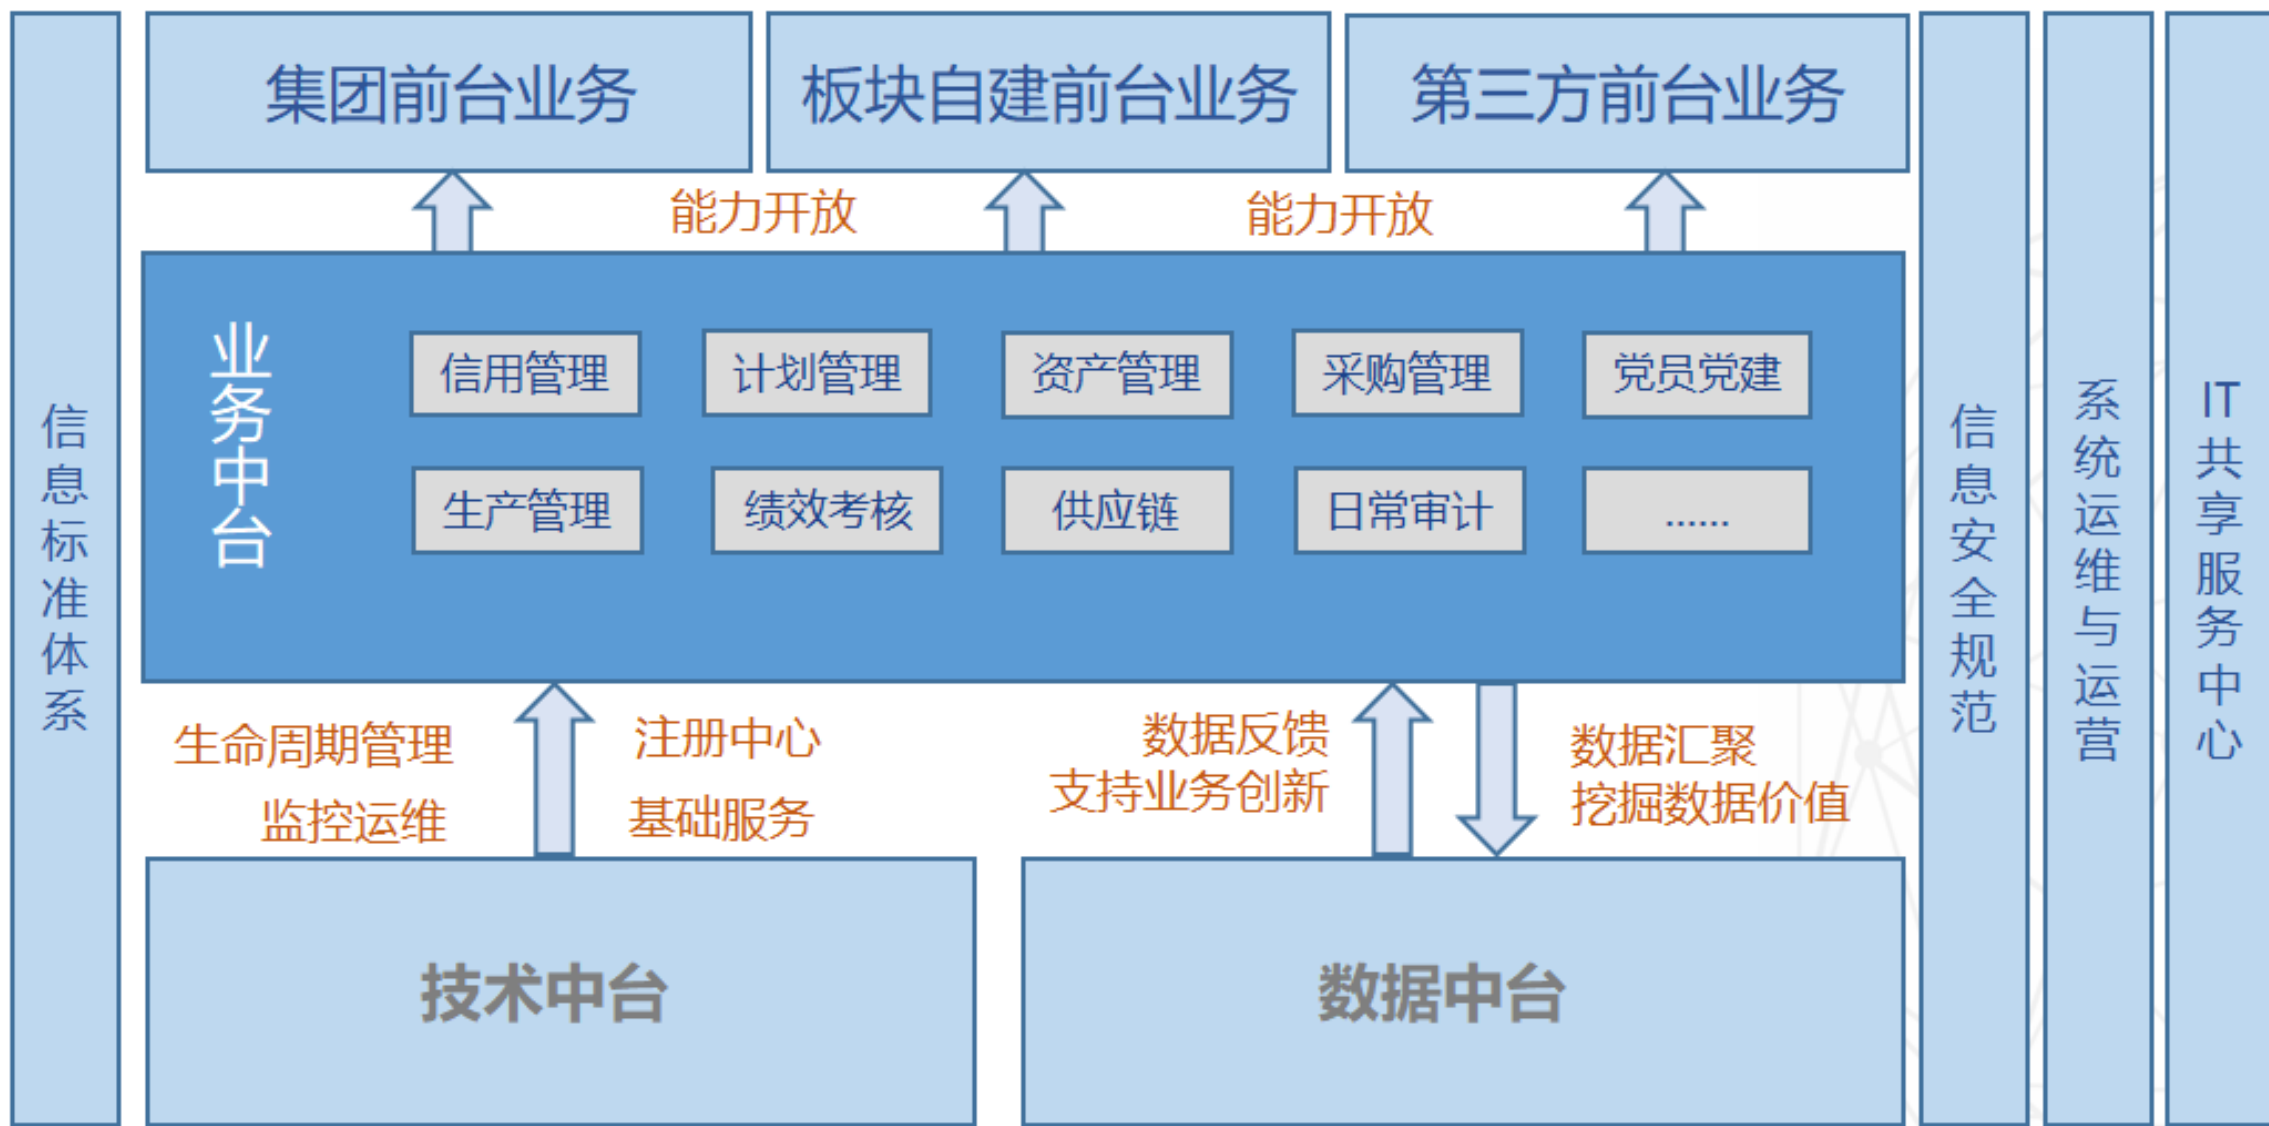 信息标准体系
集团前台业务
板块自建前台业务
第三方前台业务
能力开放
能力开放
业务中台
信用管理
计划管理
资产管理
采购管理
党员党建
生产管理
绩效考核
供应链
日常审计
......
生命周期管理
监控运维
注册中心
基础服务
数据反馈
支持业务创新
数据汇聚
挖掘数据价值
技术中台
数据中台
信息安全规范
系统运维与运营
IT共享服务中心